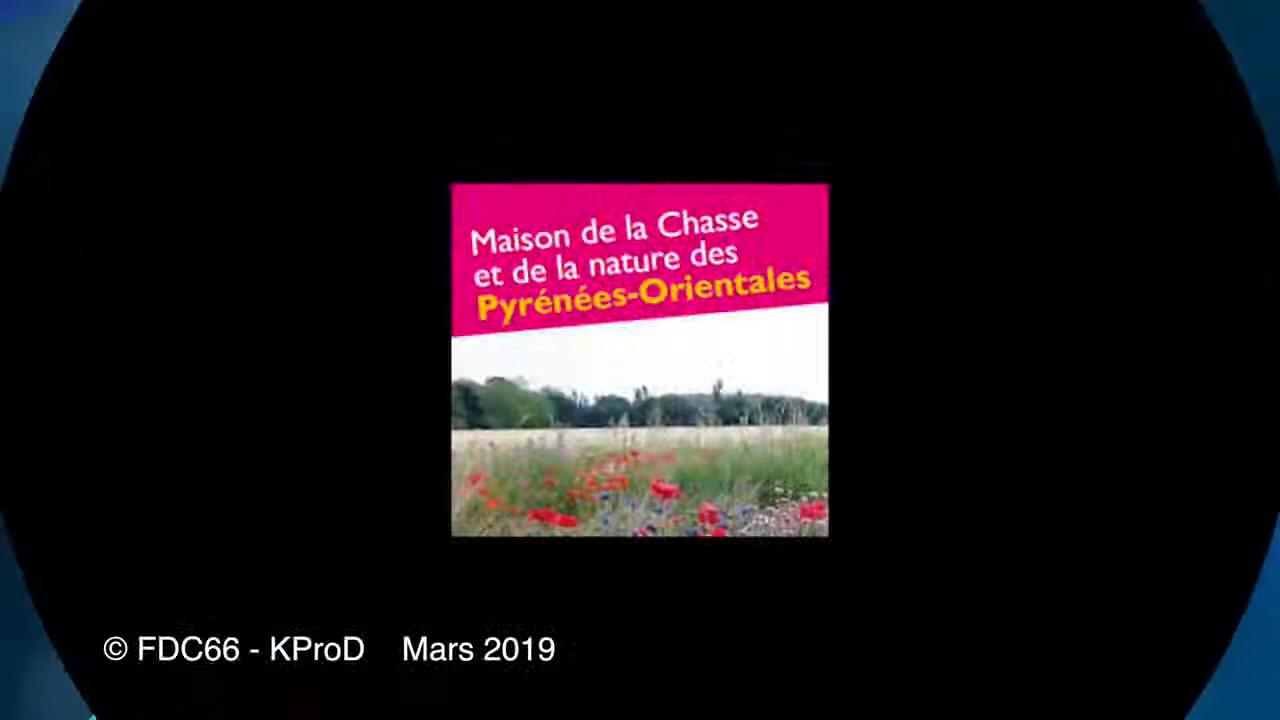 Maison de la Chasse
et de la nature des
Pyrénées-Orientales
© FDC66 - KProD Mars 2019